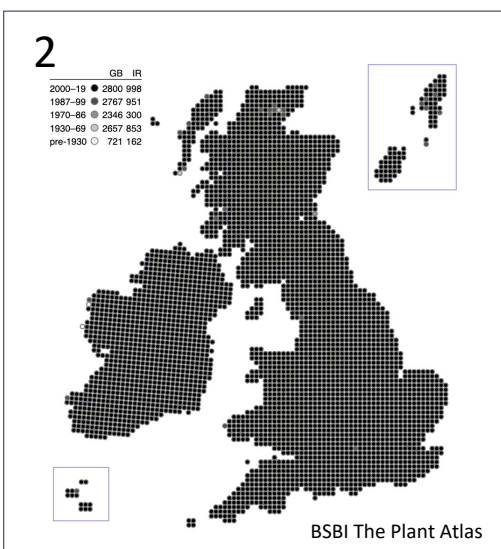 2
GB IR
2000–19 2800 998
1987–99 2767 951
1970–86 2346 300
1930–69 2657 853
pre-1930 721 162
BSBI The Plant Atlas